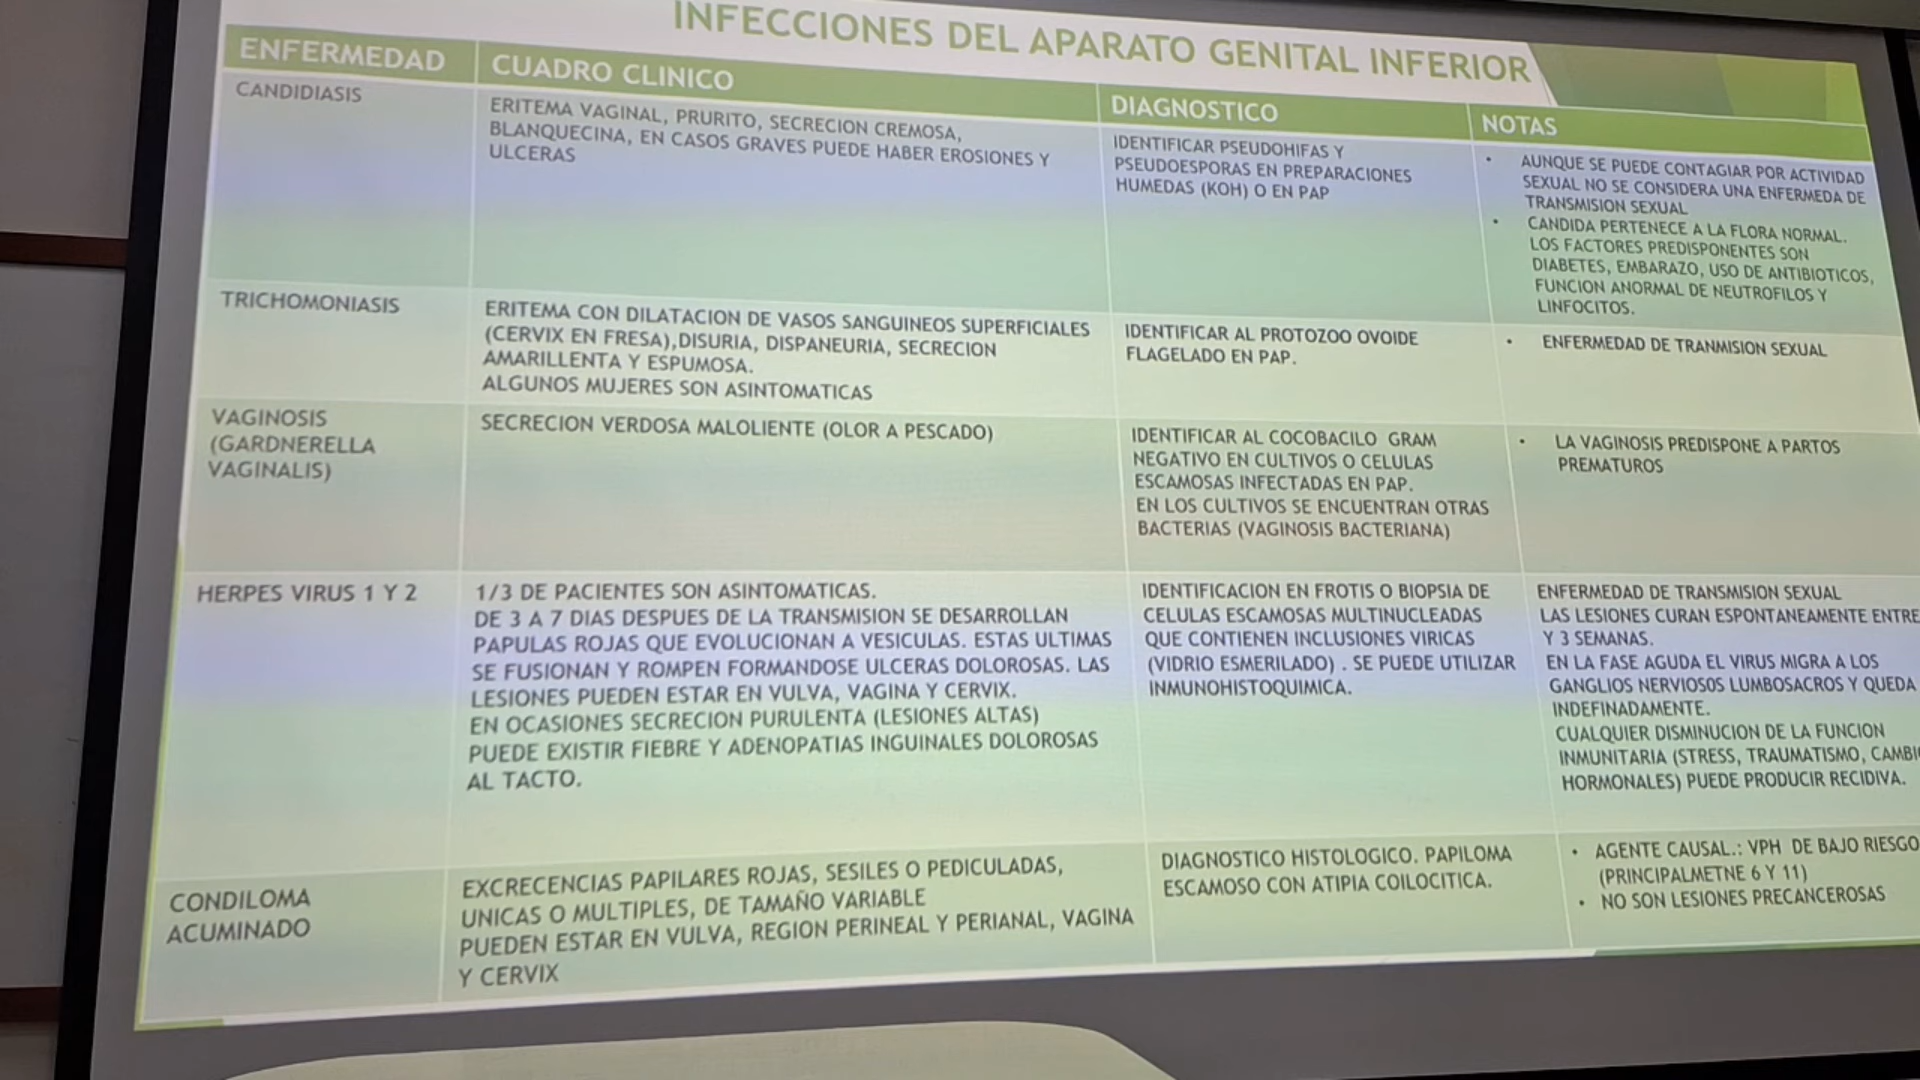 INFECCIONES DEL APARATO GENITAL INFERIOR
ENFERMEDAD
CUADRO CLINICO
DIAGNOSTICO
NOTAS
CANDIDIASIS
ERITEMA VAGINAL, PRURITO, SECRECION CREMOSA,
BLANQUECINA, EN CASOS GRAVES PUEDE HABER EROSIONES Y
ULCERAS
IDENTIFICAR PSEUDOHIFAS Y
PSEUDOESPORAS EN PREPARACIONES
HUMEDAS (KOH) O EN PAP
• AUNQUE SE PUEDE CONTAGIAR POR ACTIVIDAD
SEXUAL NO SE CONSIDERA UNA ENFERMEDA DE
TRANSMISION SEXUAL
• CANDIDA PERTENECE A LA FLORA NORMAL.
LOS FACTORES PREDISPONENTES SON
DIABETES, EMBARAZO, USO DE ANTIBIOTICOS,
FUNCION ANORMAL DE NEUTROFILOS Y
LINFOCITOS.
TRICHOMONIASIS
ERITEMA CON DILATACION DE VASOS SANGUINEOS SUPERFICIALES
(CERVIX EN FRESA),DISURIA, DISPANEURIA, SECRECION
AMARILLENTA Y ESPUMOSA.
ALGUNOS MUJERES SON ASINTOMATICAS
IDENTIFICAR AL PROTOZOO OVOIDE
FLAGELADO EN PAP.
• ENFERMEDAD DE TRANMISION SEXUAL
VAGINOSIS
(GARDNERELLA
VAGINALIS)
SECRECION VERDOSA MALOLIENTE (OLOR A PESCADO)
IDENTIFICAR AL COCOBACILO GRAM
NEGATIVO EN CULTIVOS O CELULAS
ESCAMOSAS INFECTADAS EN PAP.
EN LOS CULTIVOS SE ENCUENTRAN OTRAS
BACTERIAS (VAGINOSIS BACTERIANA)
• LA VAGINOSIS PREDISPONE A PARTOS
PREMATUROS
HERPES VIRUS 1 Y 2
1/3 DE PACIENTES SON ASINTOMATICAS.
DE 3 A 7 DIAS DESPUES DE LA TRANSMISION SE DESARROLLAN
PAPULAS ROJAS QUE EVOLUCIONAN A VESICULAS. ESTAS ULTIMAS
SE FUSIONAN Y ROMPEN FORMANDOSE ULCERAS DOLOROSAS. LAS
LESIONES PUEDEN ESTAR EN VULVA, VAGINA Y CERVIX.
EN OCASIONES SECRECION PURULENTA (LESIONES ALTAS)
PUEDE EXISTIR FIEBRE Y ADENOPATIAS INGUINALES DOLOROSAS
AL TACTO.
IDENTIFICACION EN FROTIS O BIOPSIA DE
CELULAS ESCAMOSAS MULTINUCLEADAS
QUE CONTIENEN INCLUSIONES VIRICAS
(VIDRIO ESMERILADO) . SE PUEDE UTILIZAR
INMUNOHISTOQUIMICA.
ENFERMEDAD DE TRANSMISION SEXUAL
LAS LESIONES CURAN ESPONTANEAMENTE ENTRE
Y 3 SEMANAS.
EN LA FASE AGUDA EL VIRUS MIGRA A LOS
GANGLIOS NERVIOSOS LUMBOSACROS Y QUEDA
INDEFINADAMENTE.
CUALQUIER DISMINUCION DE LA FUNCION
INMUNITARIA (STRESS, TRAUMATISMO,
HORMONALES) PUEDE PRODUCIR RECIDIVA.
CONDILOMA
ACUMINADO
EXCRECENCIAS PAPILARES ROJAS, SESILES O PEDICULADAS,
UNICAS O MULTIPLES, DE TAMAÑO VARIABLE
PUEDEN ESTAR EN VULVA, REGION PERINEAL Y PERIANAL, VAGINA
Y CERVIX
DIAGNOSTICO HISTOLOGICO. PAPILOMA
ESCAMOSO CON ATIPIA COILOCITICA.
• AGENTE CAUSAL.: VPH DE BAJO RIESGO
(PRINCIPALMETNE 6 Y 11)
• NO SON LESIONES PRECANCEROSAS